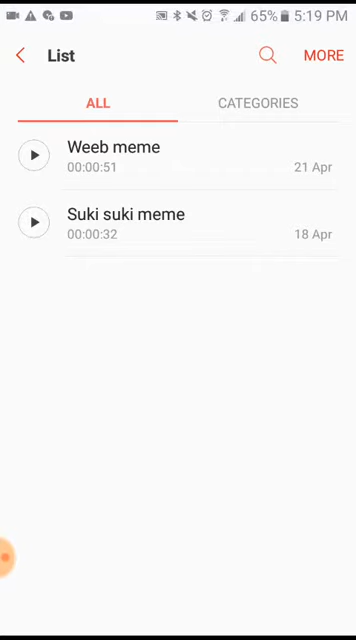 65% 5:19 PM
List MORE
ALL CATEGORIES
Weeb meme
00:00:51 21 Apr
Suki suki meme
00:00:32 18 Apr